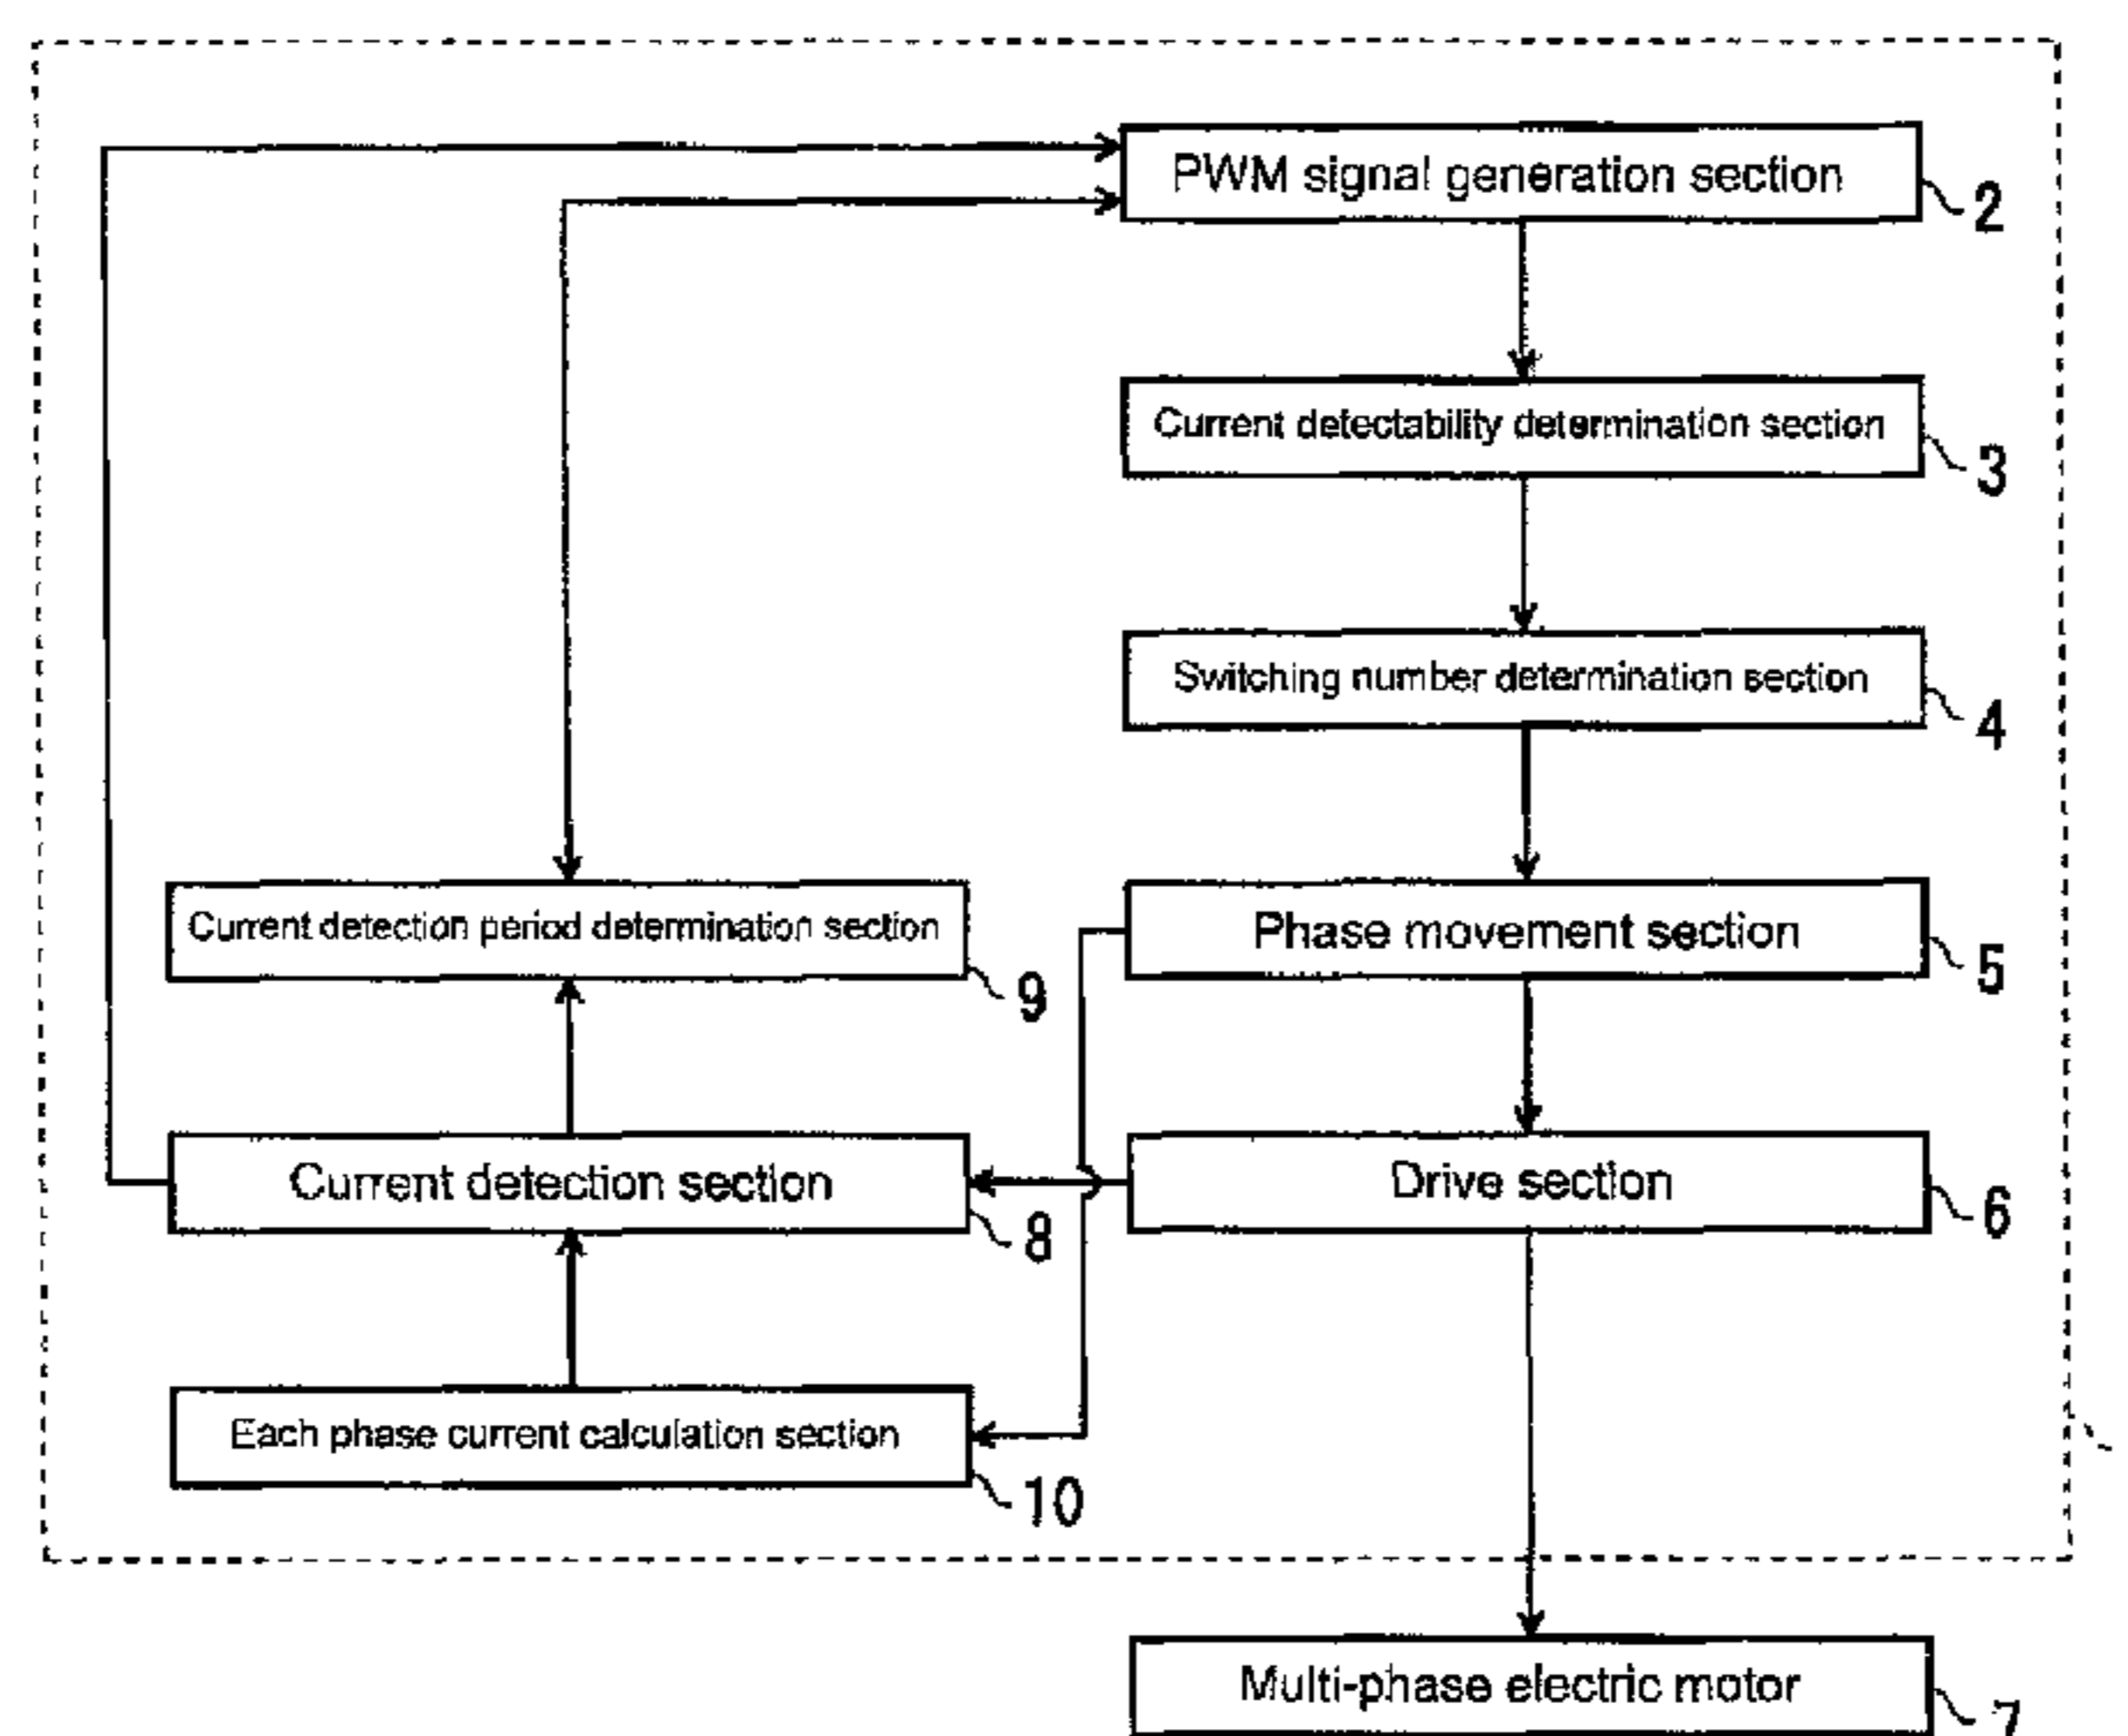 PWM signal generation section
2
Current detectability determination section
3
Switching number determination section
4
Current detection period determination section
9
Phase movement section
5
Current detection section
8
Drive section
6
Each phase current calculation section
10
Multi-phase electric motor
7